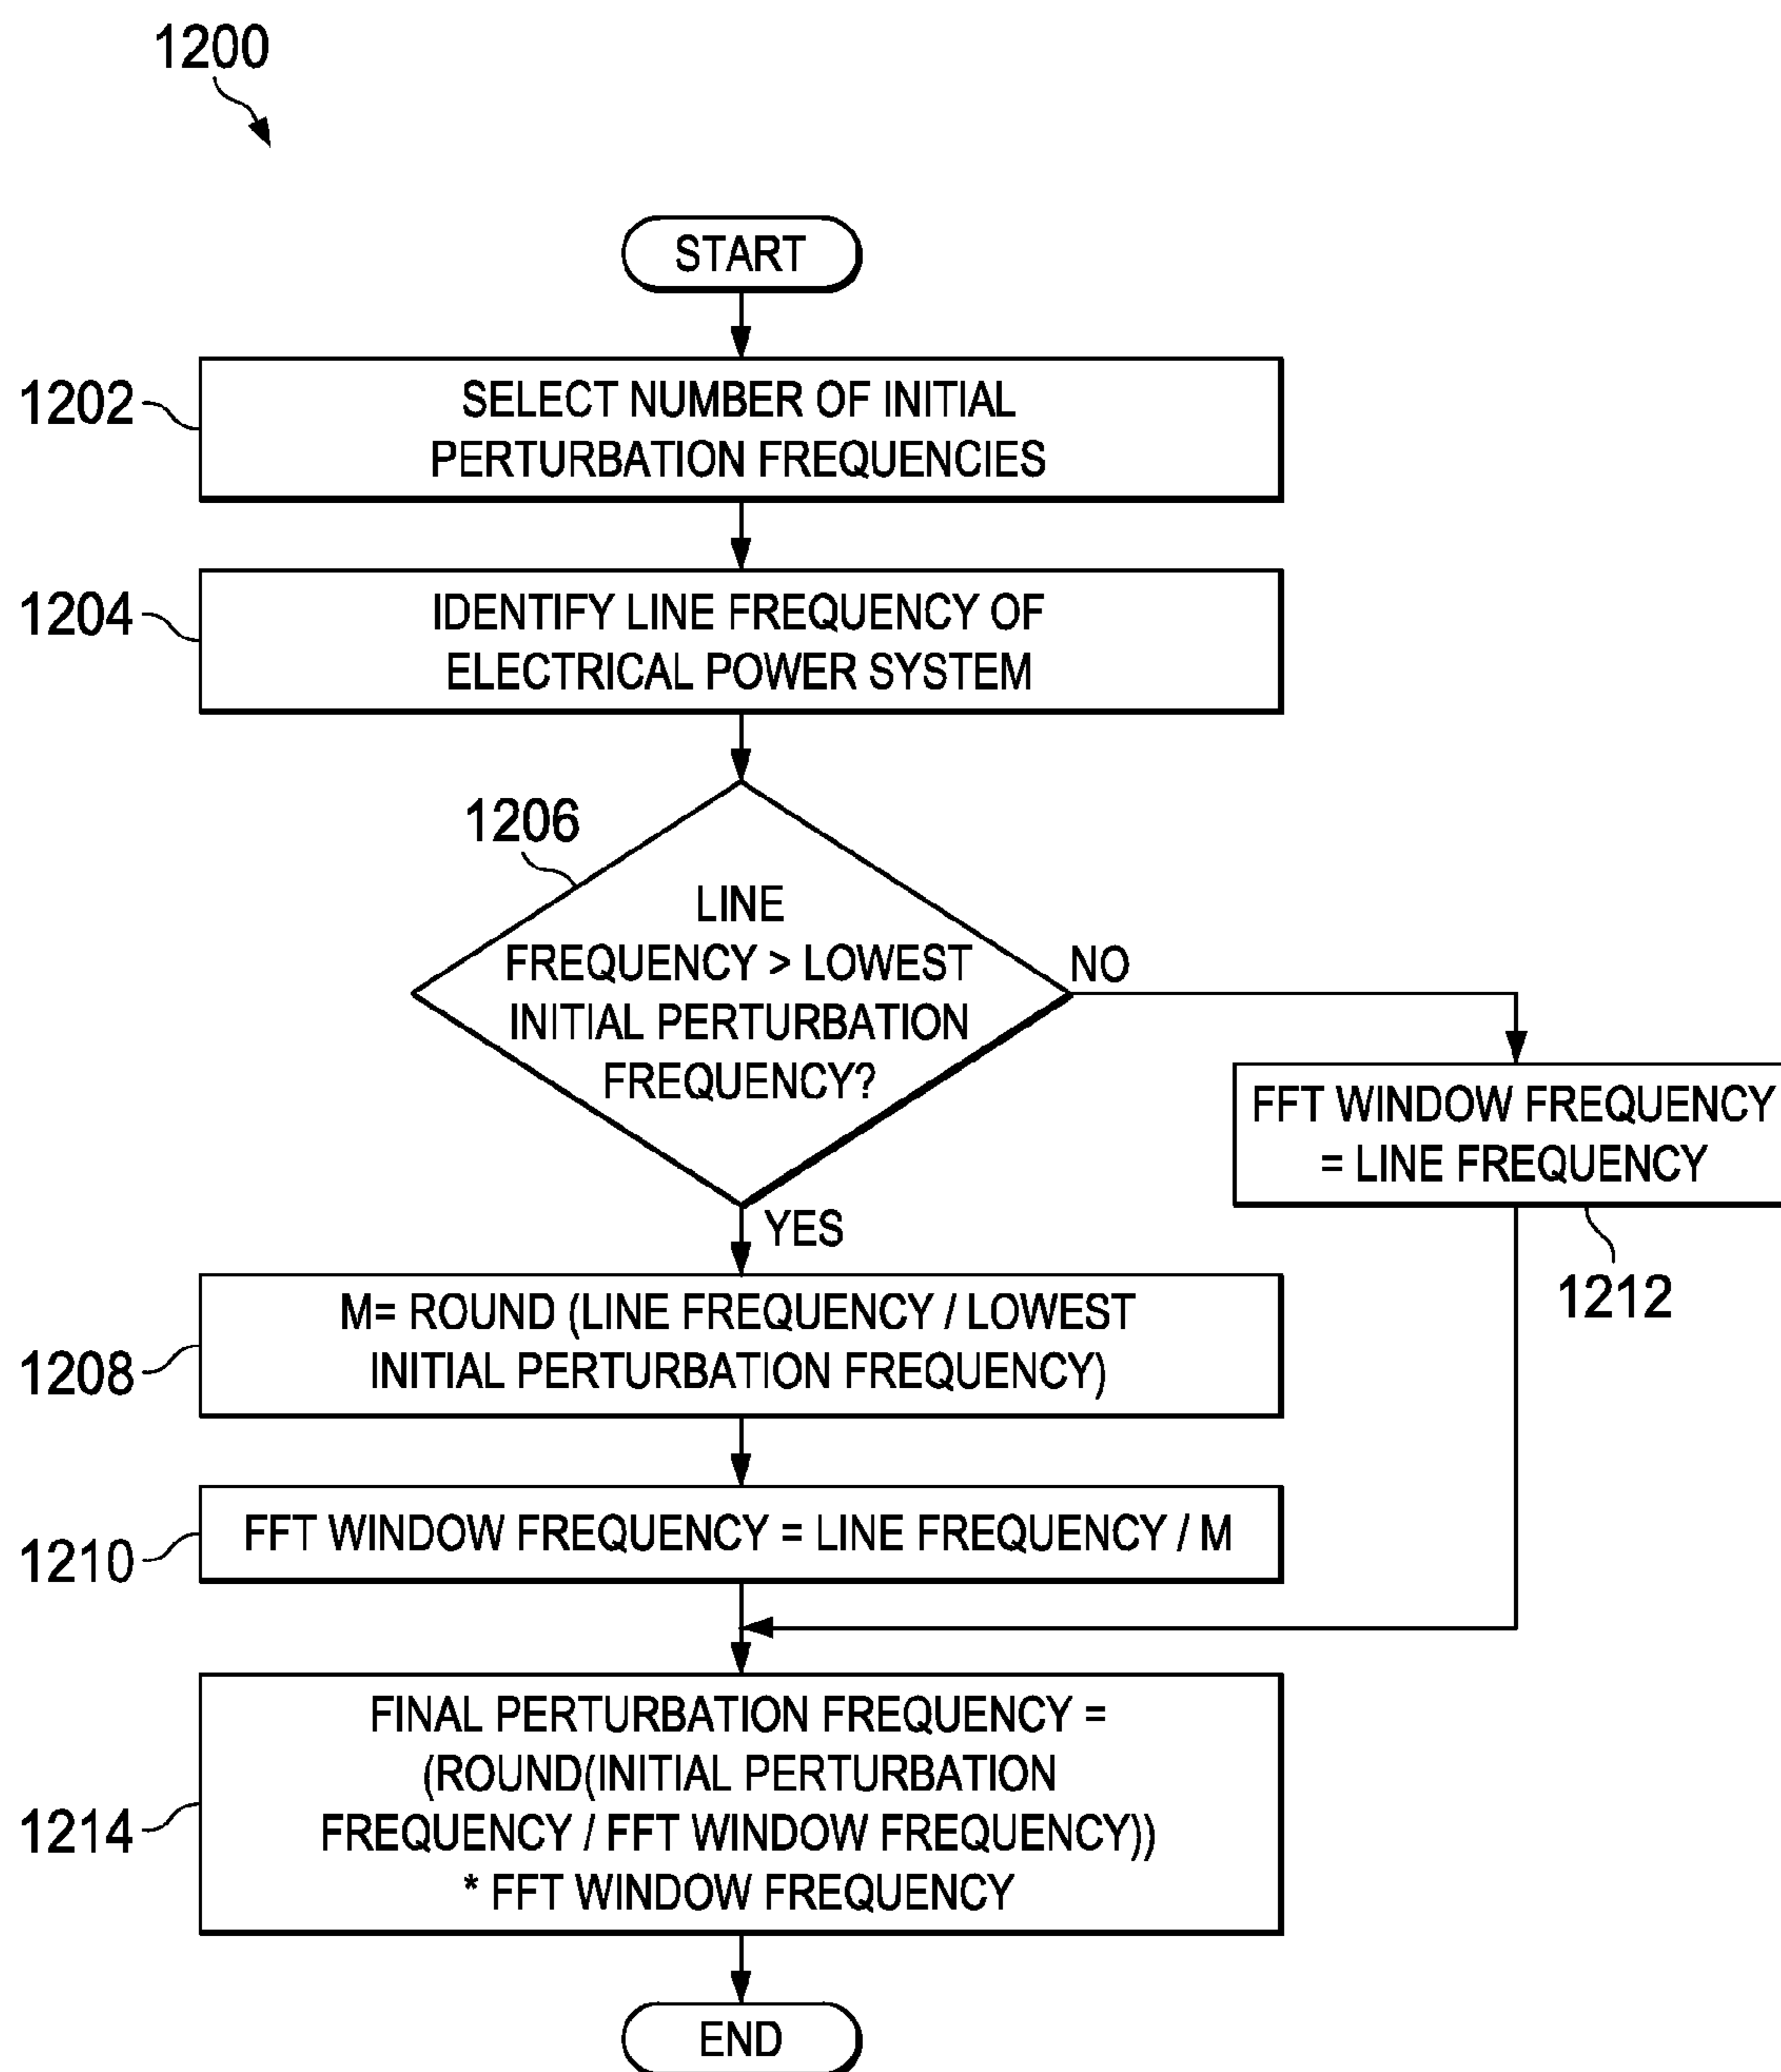 1200
START
1202
SELECT NUMBER OF INITIAL
PERTURBATION FREQUENCIES
1204
IDENTIFY LINE FREQUENCY OF
ELECTRICAL POWER SYSTEM
1206
LINE
FREQUENCY > LOWEST
INITIAL PERTURBATION
FREQUENCY?
NO
FFT WINDOW FREQUENCY
= LINE FREQUENCY
1212
YES
1208
M= ROUND (LINE FREQUENCY / LOWEST
INITIAL PERTURBATION FREQUENCY)
1210
FFT WINDOW FREQUENCY = LINE FREQUENCY / M
1214
FINAL PERTURBATION FREQUENCY =
(ROUND(INITIAL PERTURBATION
FREQUENCY / FFT WINDOW FREQUENCY))
* FFT WINDOW FREQUENCY
END